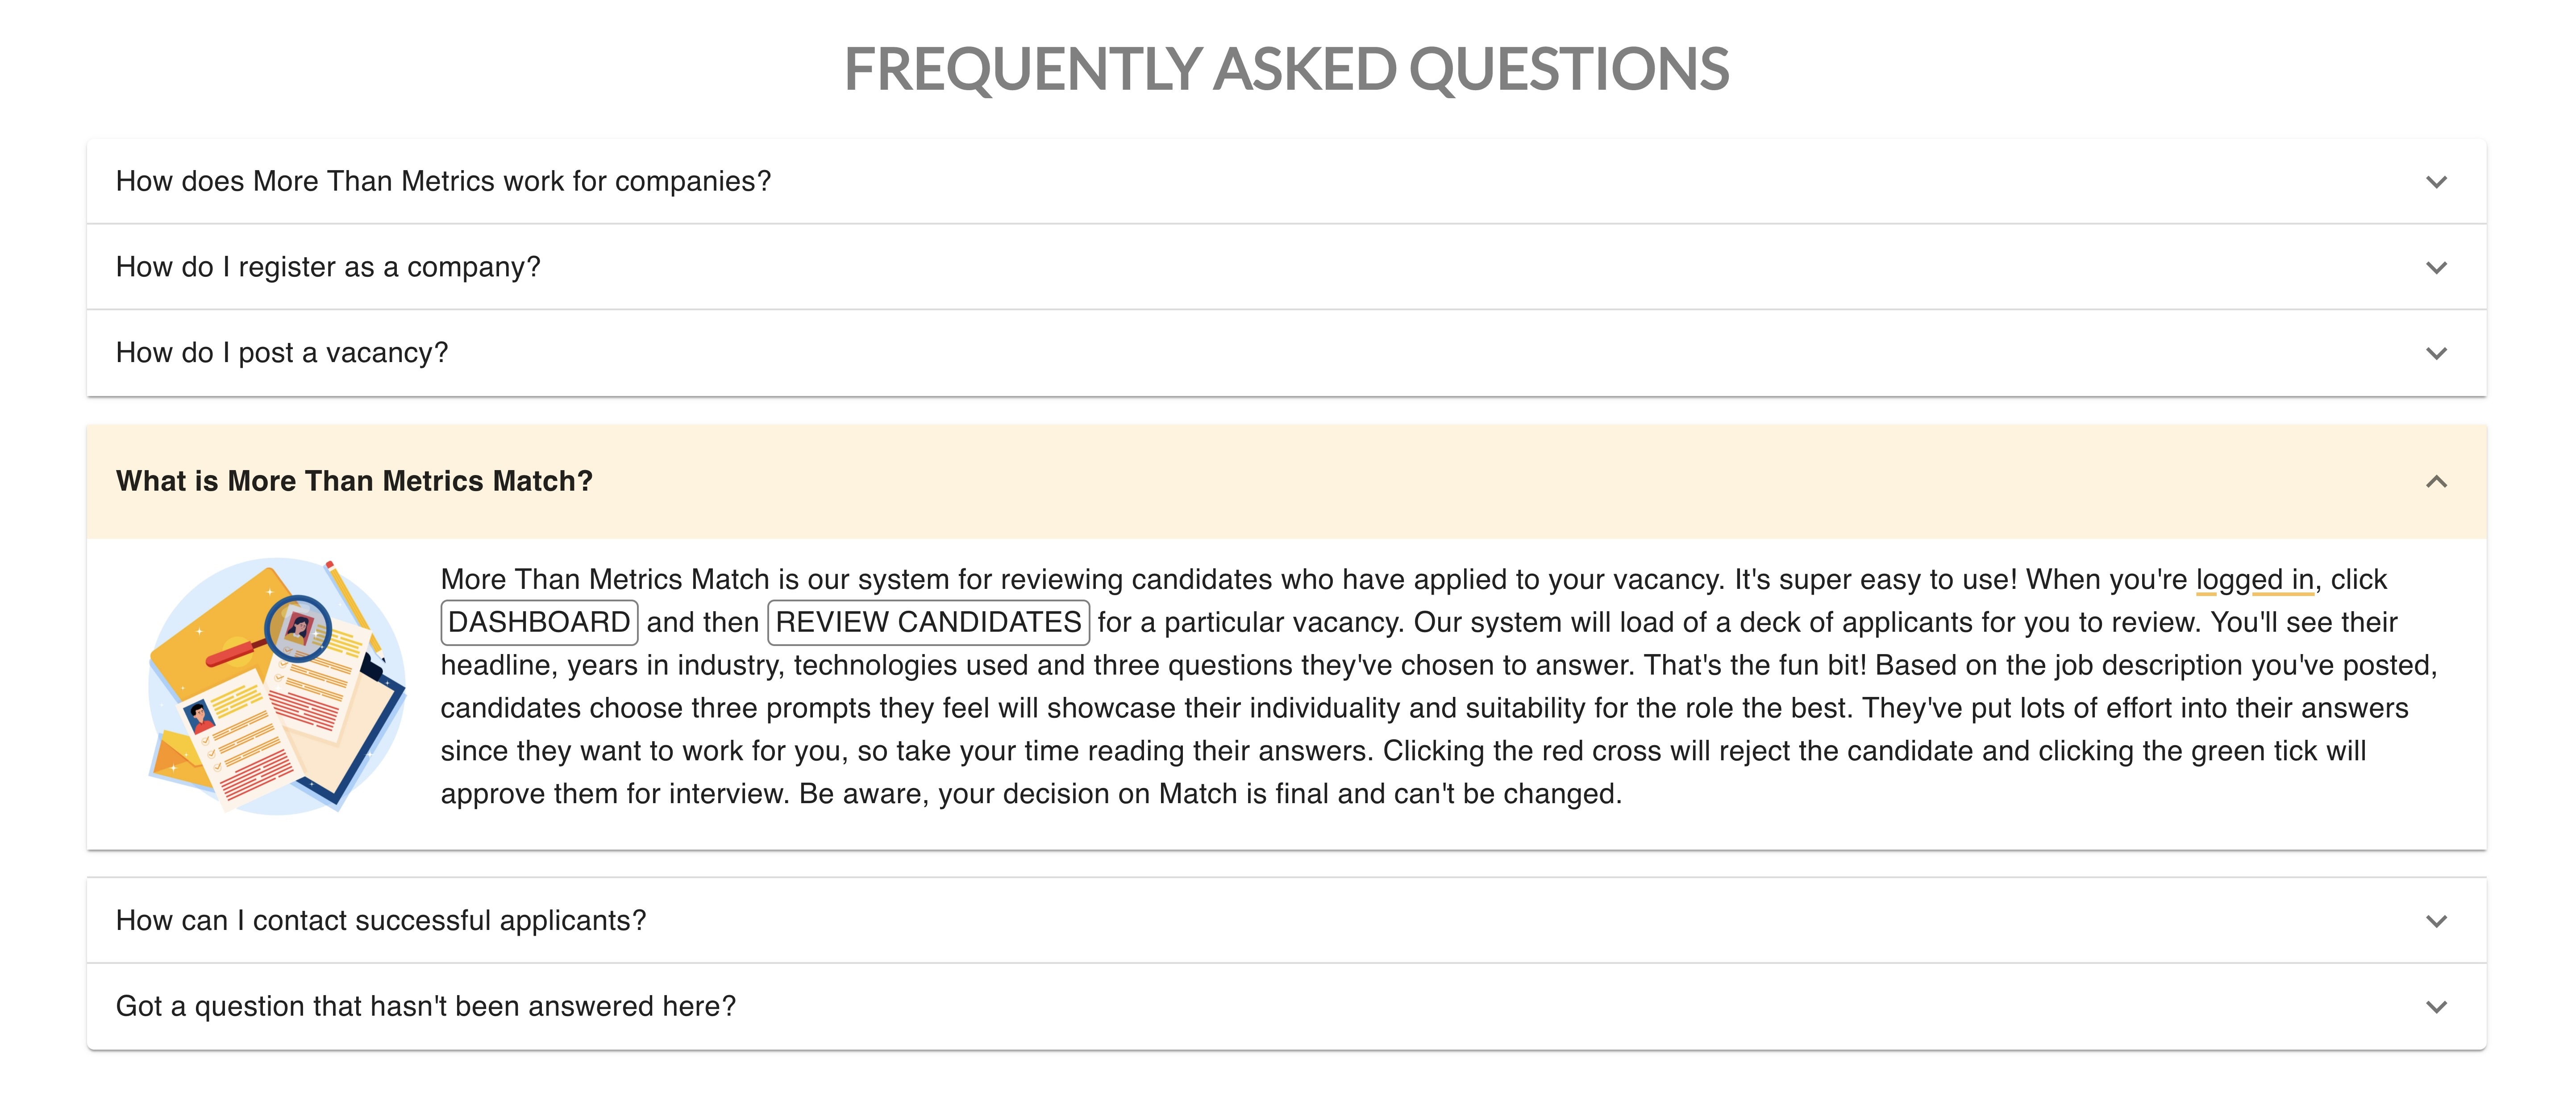 FREQUENTLY ASKED QUESTIONS
How does More Than Metrics work for companies?
How do I register as a company?
How do I post a vacancy?
What is More Than Metrics Match?
More Than Metrics Match is our system for reviewing candidates who have applied to your vacancy. It's super easy to use! When you're logged in, click
DASHBOARD and then REVIEW CANDIDATES for a particular vacancy. Our system will load of a deck of applicants for you to review. You'll see their
headline, years in industry, technologies used and three questions they've chosen to answer. That's the fun bit! Based on the job description you've posted,
candidates choose three prompts they feel will showcase their individuality and suitability for the role the best. They've put lots of effort into their answers
since they want to work for you, so take your time reading their answers. Clicking the red cross will reject the candidate and clicking the green tick will
approve them for interview. Be aware, your decision on Match is final and can't be changed.
How can I contact successful applicants?
Got a question that hasn't been answered here?